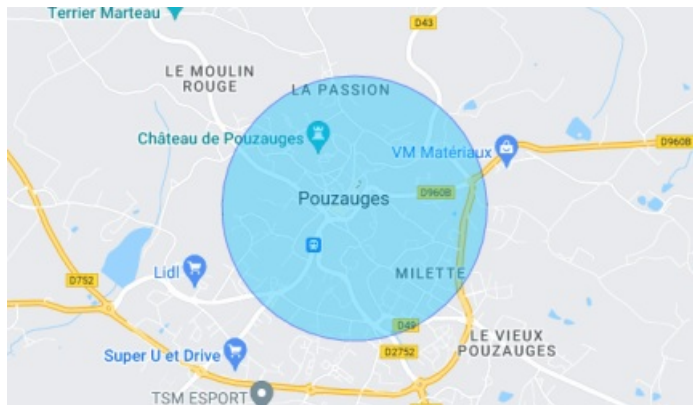 Terrier Marteau
D43
LE MOULIN
ROUGE
LA PASSION
Château de Pouzauges
VM Matériaux
D960B
D960B
Pouzauges
Lidl
MILETTE
D752
D49
LE VIEUX
POUZAUGES
Super U et Drive
D2752
TSM ESPORT